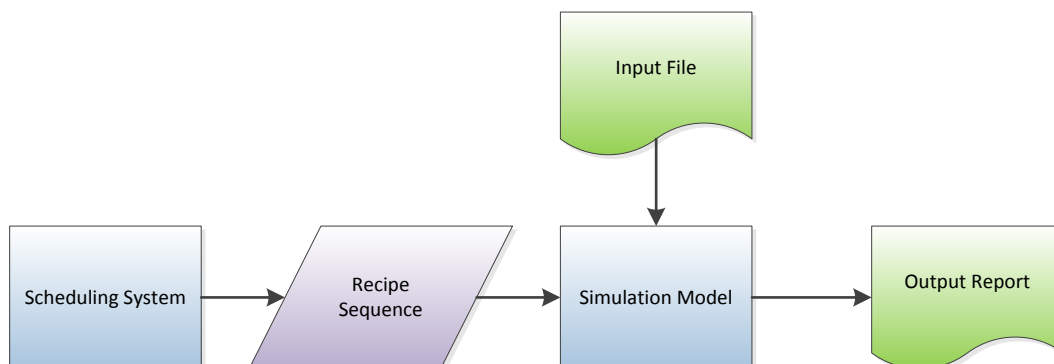 Input File
Scheduling System
Recipe
Sequence
Simulation Model
Output Report